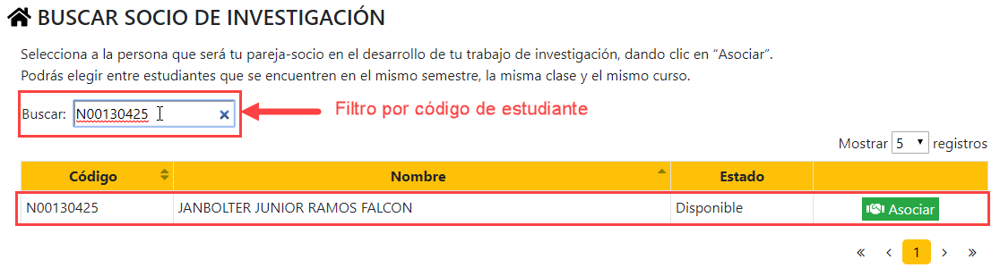 BUSCAR SOCIO DE INVESTIGACIÓN
Selecciona a la persona que será tu pareja-socio en el desarrollo de tu trabajo de investigación, dando clic en “Asociar”.
Podrás elegir entre estudiantes que se encuentren en el mismo semestre, la misma clase y el mismo curso.
Buscar: N00130425 × Filtro por código de estudiante
Mostrar 5 registros
Código Nombre Estado
N00130425 JANBOLTER JUNIOR RAMOS FALCON Disponible Asociar
« ‹ 1 › »